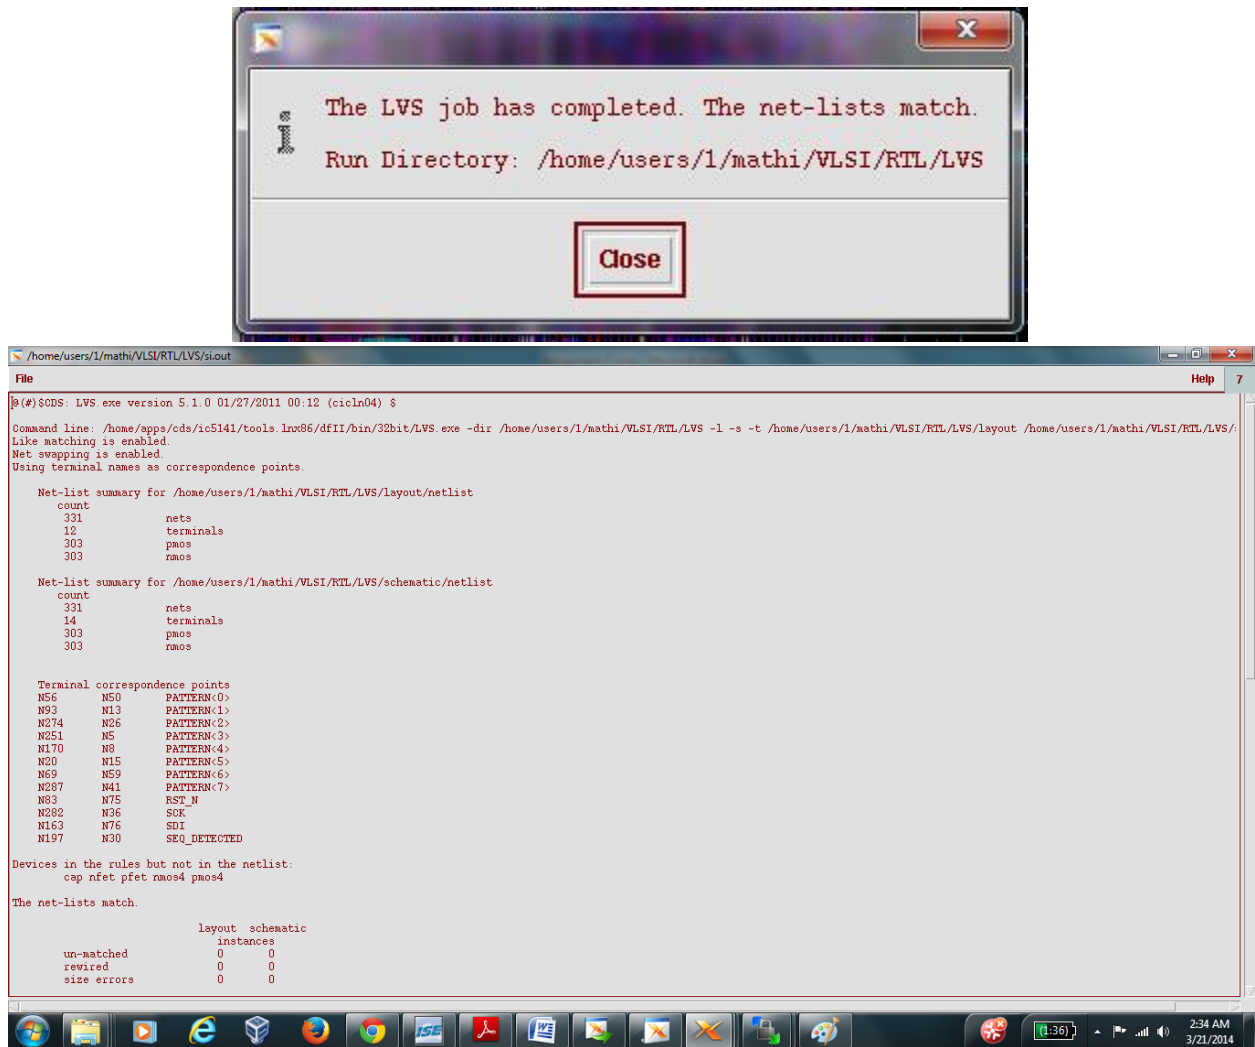 The LVS job has completed. The net-lists match.
Run Directory: /home/users/1/mathi/VLSI/RTL/LVS
Close
/home/users/1/mathi/VLSI/RTL/LVS/si.out
File Help 7
@(#)$CDS: LVS.exe version 5.1.0 01/27/2011 00:12 (cicln04) $
Command line: /home/apps/cds/ic5141/tools.lnx86/dfII/bin/32bit/LVS.exe -dir /home/users/1/mathi/VLSI/RTL/LVS -l -s -t /home/users/1/mathi/VLSI/RTL/LVS/layout /home/users/1/mathi/VLSI/RTL/LVS/
Like matching is enabled.
Net swapping is enabled.
Using terminal names as correspondence points.
Net-list summary for /home/users/1/mathi/VLSI/RTL/LVS/layout/netlist
count
331 nets
12 terminals
303 pmos
303 nmos
Net-list summary for /home/users/1/mathi/VLSI/RTL/LVS/schematic/netlist
count
331 nets
14 terminals
303 pmos
303 nmos
Terminal correspondence points
N56 N50 PATTERN<0>
N93 N13 PATTERN<1>
N274 N26 PATTERN<2>
N251 N5 PATTERN<3>
N170 N8 PATTERN<4>
N20 N15 PATTERN<5>
N69 N59 PATTERN<6>
N287 N41 PATTERN<7>
N83 N75 RST_N
N282 N36 SCK
N163 N76 SDI
N197 N30 SEQ_DETECTED
Devices in the rules but not in the netlist:
cap nfet pfet nmos4 pmos4
The net-lists match.
layout schematic
instances
un-matched 0 0
rewired 0 0
size errors 0 0
ISE (1:36) 2:34 AM
3/21/2014